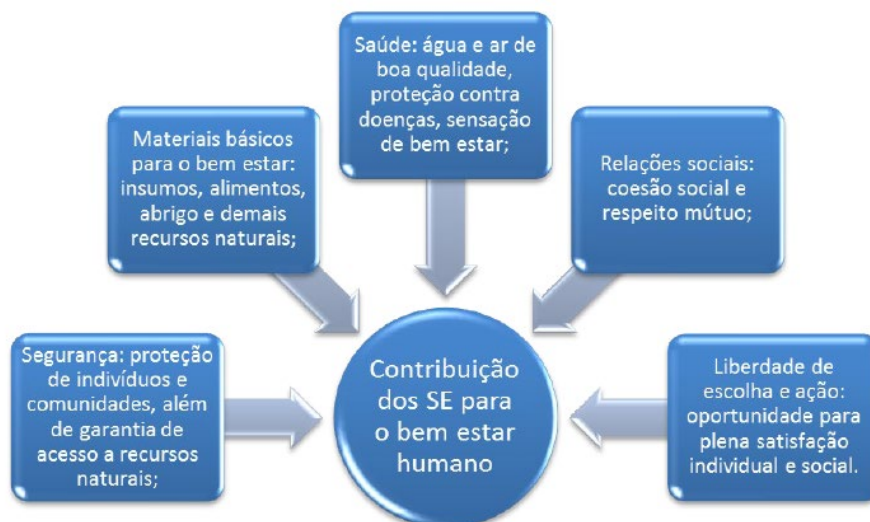 Saúde: água e ar de
boa qualidade,
proteção contra
doenças, sensação
de bem estar;
Materiais básicos
para o bem estar:
insumos, alimentos,
abrigo e demais
recursos naturais;
Relações sociais:
coesão social e
respeito mútuo;
Segurança: proteção
de indivíduos e
comunidades, além
de garantia de
acesso a recursos
naturais;
Contribuição
dos SE para
o bem estar
humano
Liberdade de
escolha e ação:
oportunidade para
plena satisfação
individual e social.